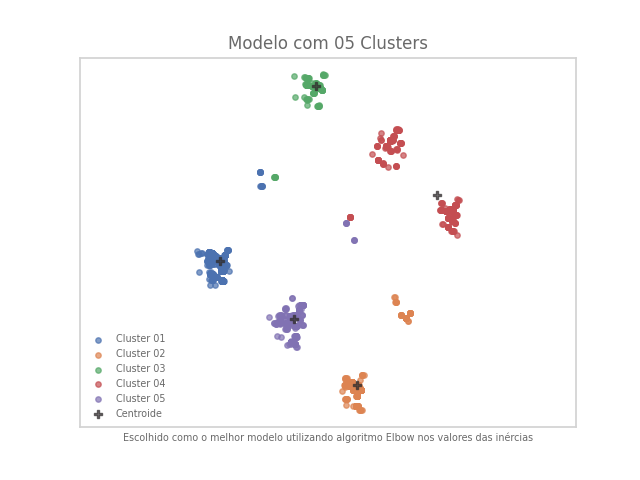 Modelo com 05 Clusters
Cluster 01
Cluster 02
Cluster 03
Cluster 04
Cluster 05
Centroide
Escolhido como o melhor modelo utilizando algoritmo Elbow nos valores das inércias